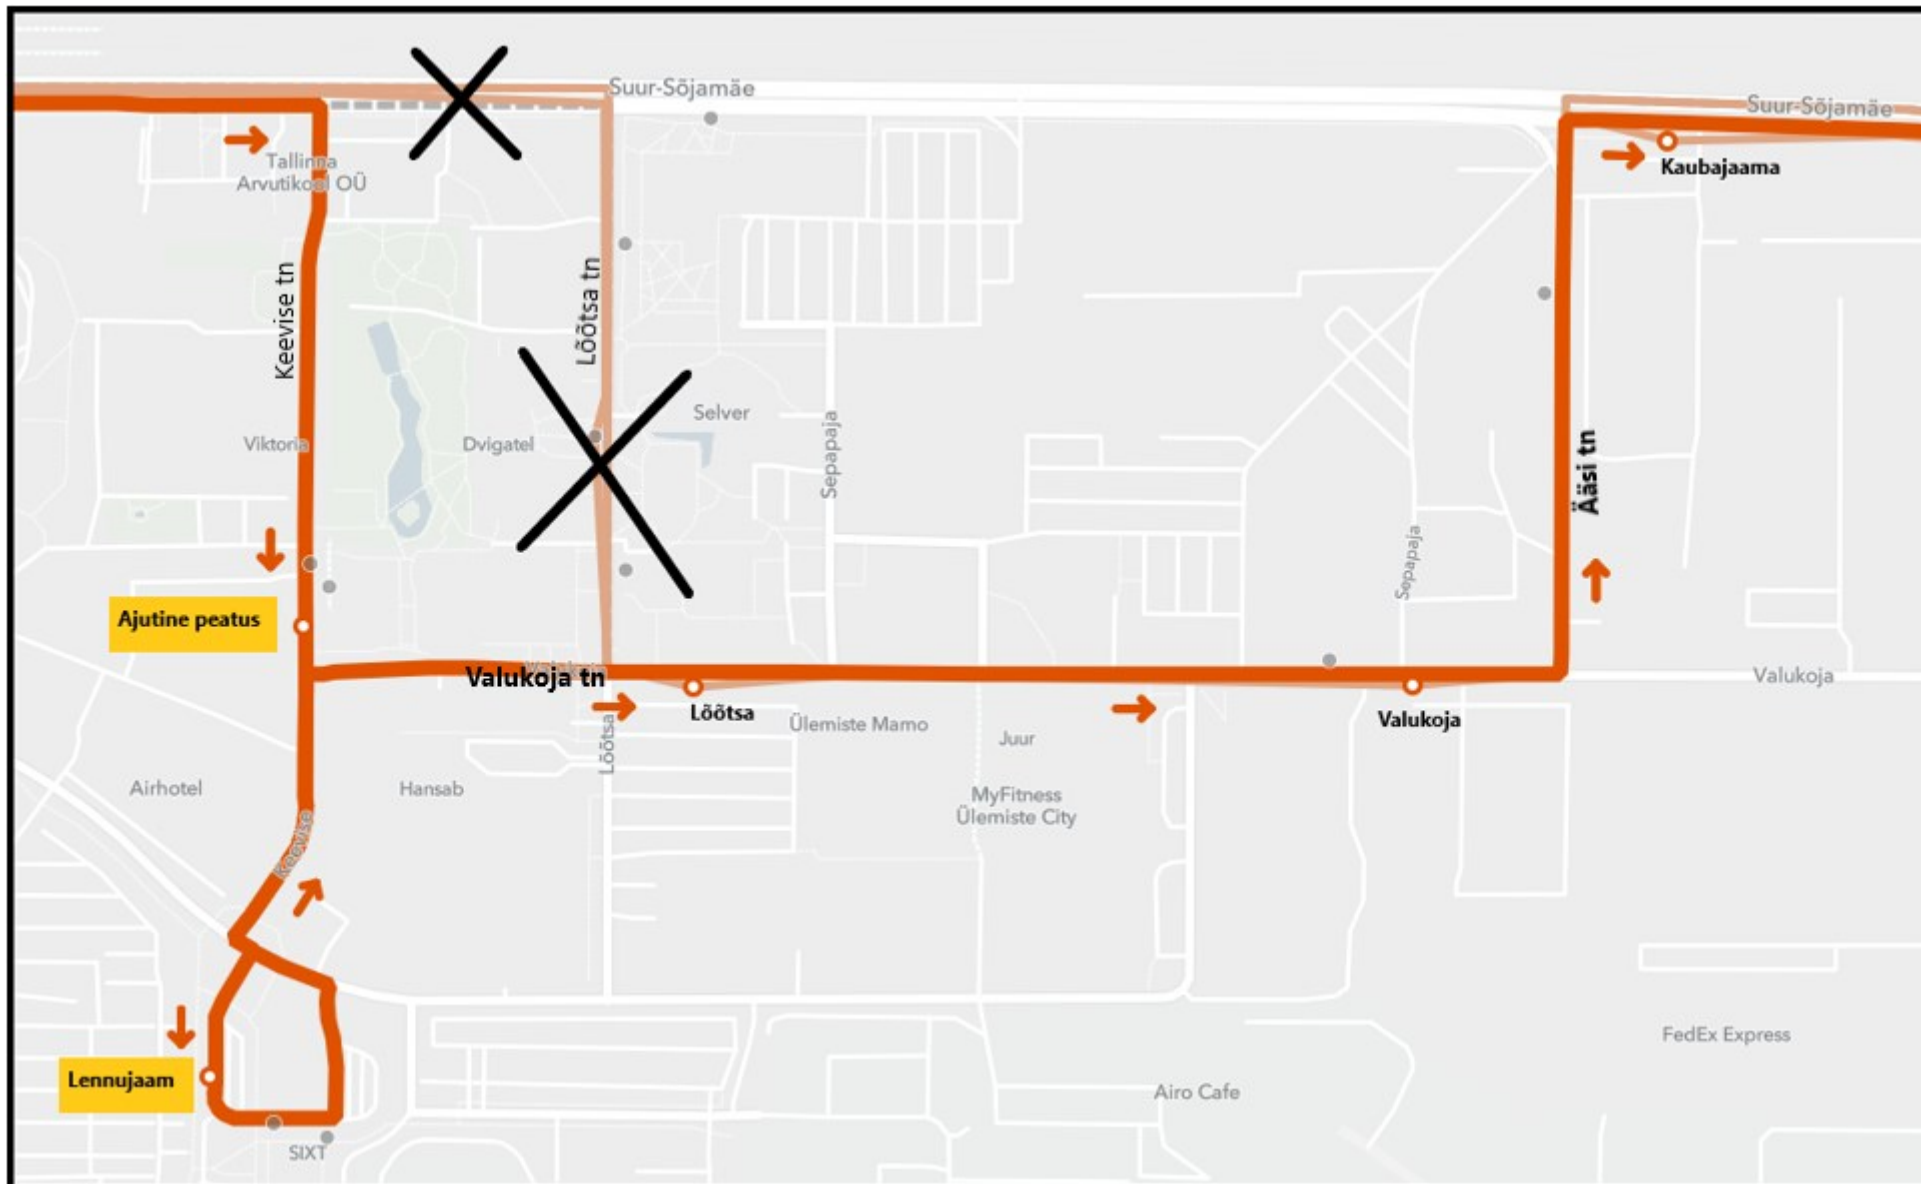 Suur-Sõjamäe
Suur-Sõjamäe
Kaubajaama
Tallinna
Arvutikool OÜ
Keevise tn
Lõõtsa tn
Selver
Viktoria
Dvigatel
Sepapaja
Ääsi tn
Sepapaja
Ajutine peatus
Valukoja tn
Valukoja
Lõõtsa
Valukoja
Lõõtsa
Ülemiste Mamo
Juur
Airhotel
Hansab
MyFitness
Ülemiste City
Keevise
FedEx Express
Lennujaam
Airo Cafe
SIXT